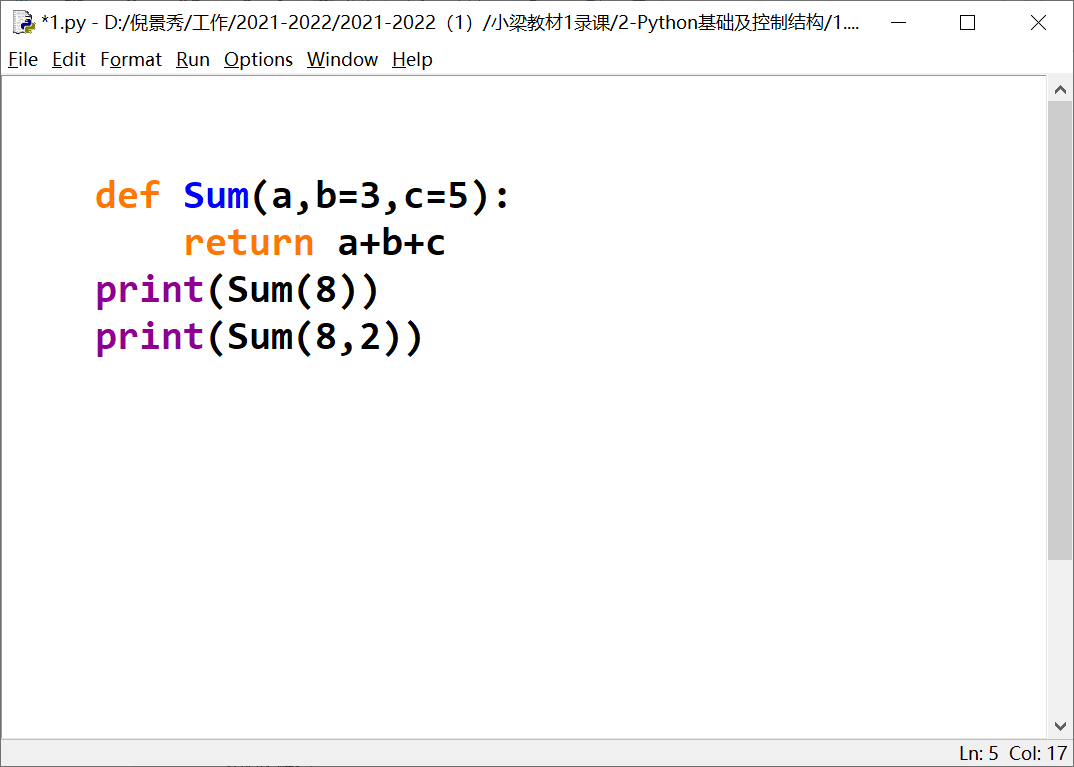 *1.py - D:/倪景秀/工作/2021-2022/2021-2022（1）/小梁教材1录课/2-Python基础及控制结构/1....
File Edit Format Run Options Window Help
def Sum(a,b=3,c=5):
    return a+b+c
print(Sum(8))
print(Sum(8,2))
Ln: 5 Col: 17